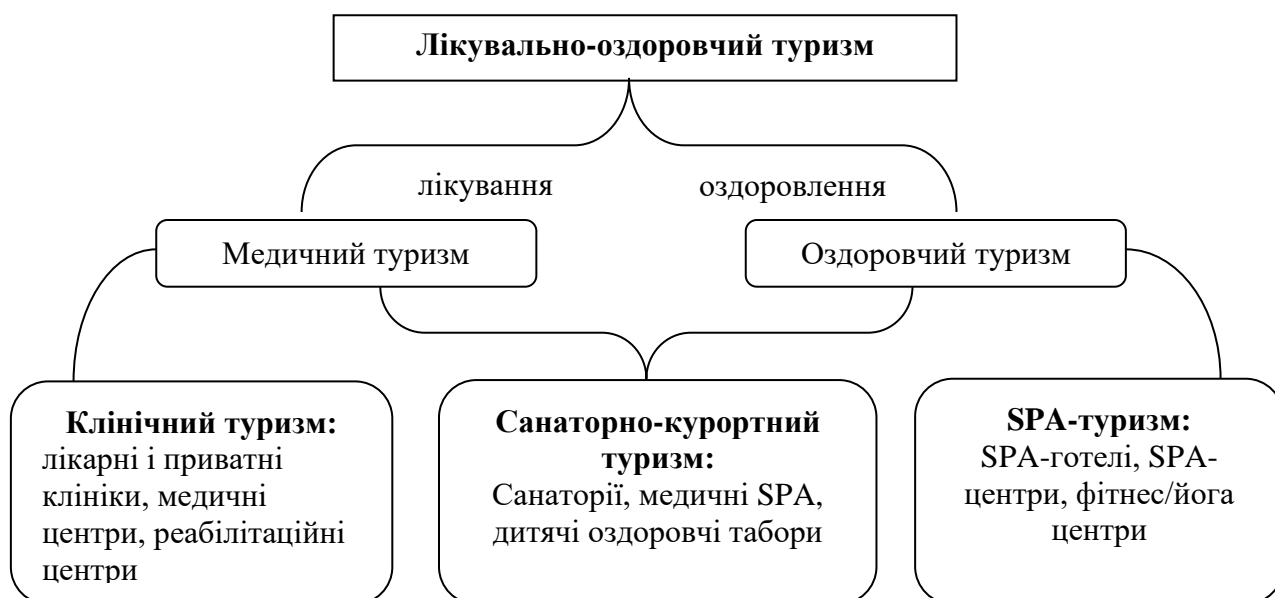 Лікувально-оздоровчий туризм
лікування
оздоровлення
Медичний туризм
Оздоровчий туризм
Клінічний туризм:
лікарні і приватні
клініки, медичні
центри, реабілітаційні
центри
Санаторно-курортний
туризм:
Санаторії, медичні SPA,
дитячі оздоровчі табори
SPA-туризм:
SPA-готелі, SPA-
центри, фітнес/йога
центри